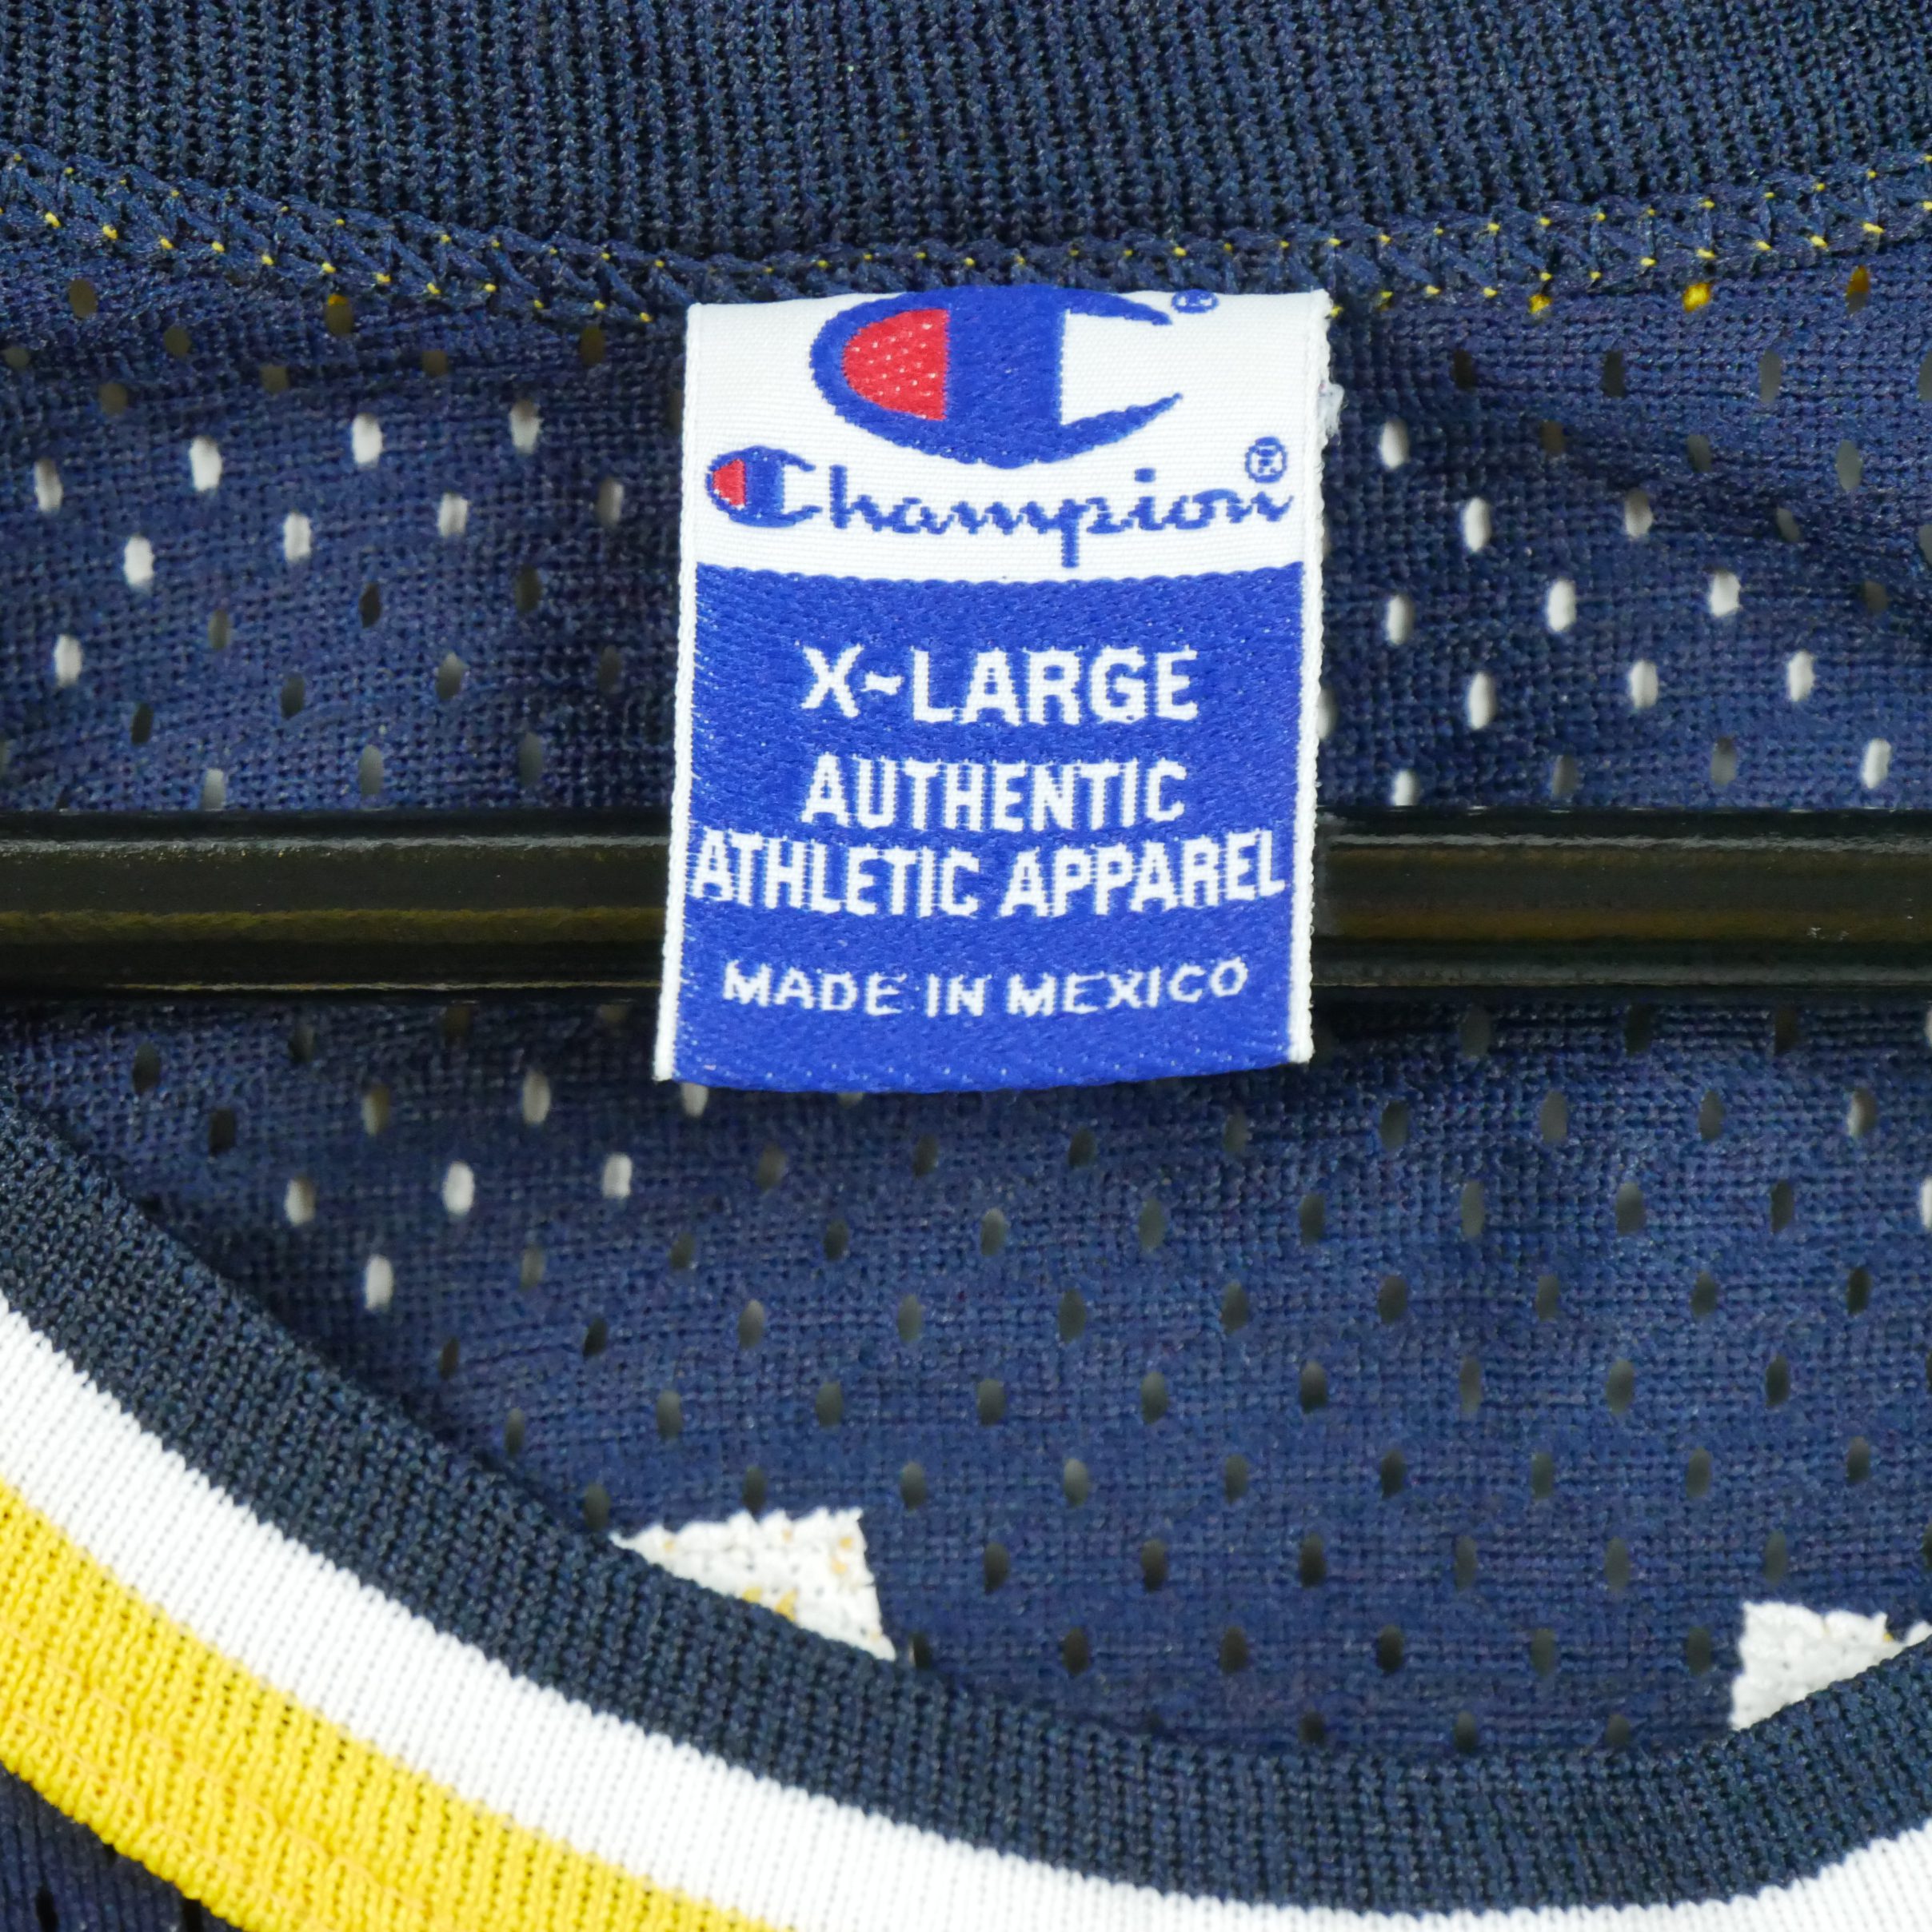 Champion®
X-LARGE
AUTHENTIC
ATHLETIC APPAREL
MADE IN MEXICO